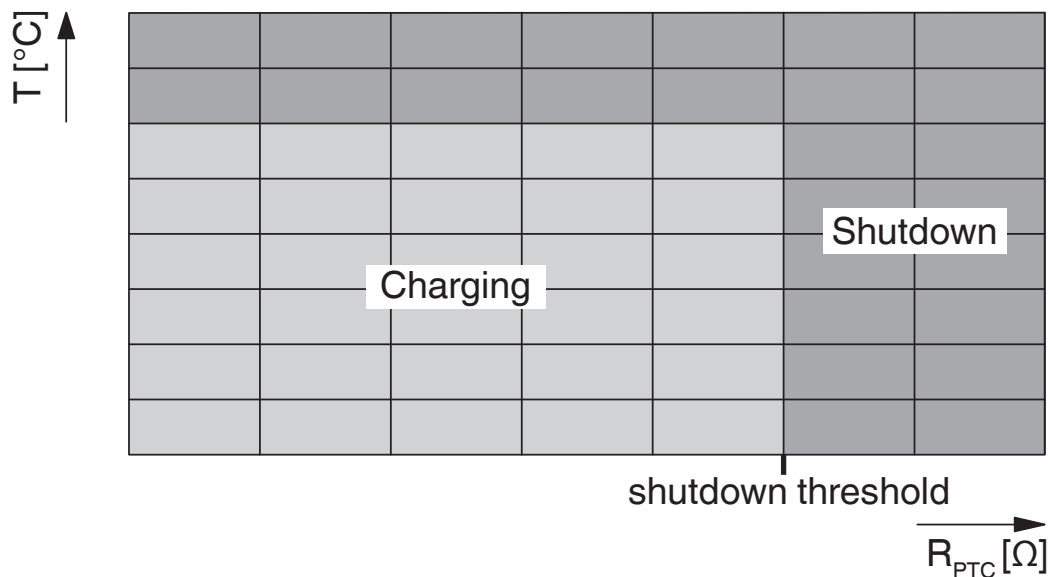 T [°C]
Shutdown
Charging
shutdown threshold
R_PTC [Ω]